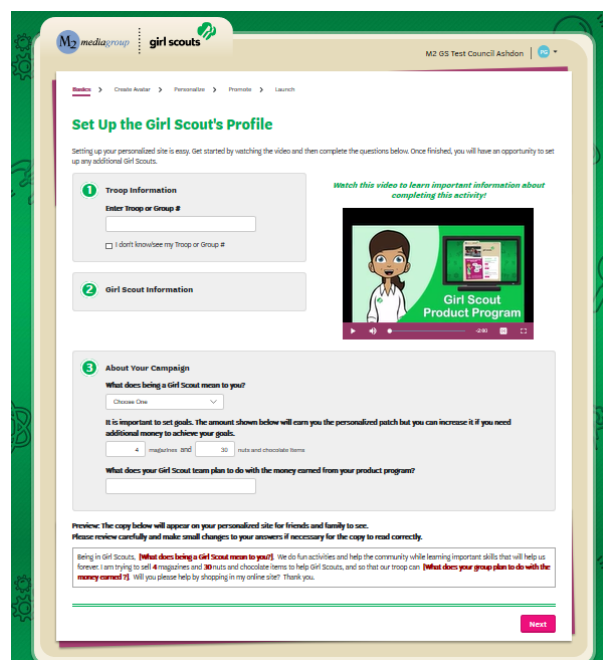 M2 mediagroup girl scouts
M2 GS Test Council Ashdon
Basics > Create Avatar > Personalize > Promote > Launch
Set Up the Girl Scout's Profile
Setting up your personalized site is easy. Get started by watching the video and then complete the questions below. Once finished, you will have an opportunity to set
up any additional Girl Scouts.
1 Troop Information
Enter Troop or Group #
I don't know/see my Troop or Group #
Watch this video to learn important information about
completing this activity!
Girl Scout
Product Program
2 Girl Scout Information
3 About Your Campaign
What does being a Girl Scout mean to you?
Choose One
It is important to set goals. The amount shown below will earn you the personalized patch but you can increase it if you need
additional money to achieve your goals.
4 magazines and 30 nuts and chocolate items
What does your Girl Scout team plan to do with the money earned from your product program?
Preview: The copy below will appear on your personalized site for friends and family to see.
Please review carefully and make small changes to your answers if necessary for the copy to read correctly.
Being in Girl Scouts, [What does being a Girl Scout mean to you?]. We do fun activities and help the community while learning important skills that will help us
forever. I am trying to sell 4 magazines and 30 nuts and chocolate items to help Girl Scouts, and so that our troop can [What does your group plan to do with the
money earned ?]. Will you please help by shopping in my online site? Thank you.
Next